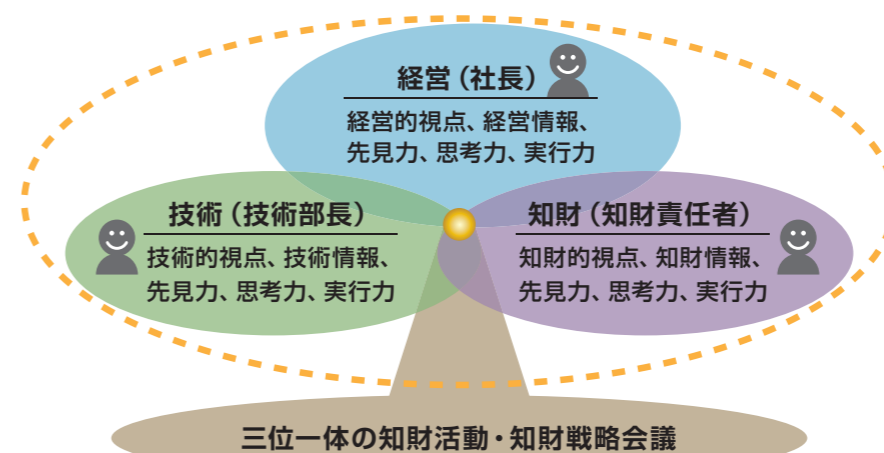 経営（社長）
経営的視点、経営情報、
先見力、思考力、実行力
技術（技術部長）
技術的視点、技術情報、
先見力、思考力、実行力
知財（知財責任者）
知財的視点、知財情報、
先見力、思考力、実行力
三位一体の知財活動・知財戦略会議